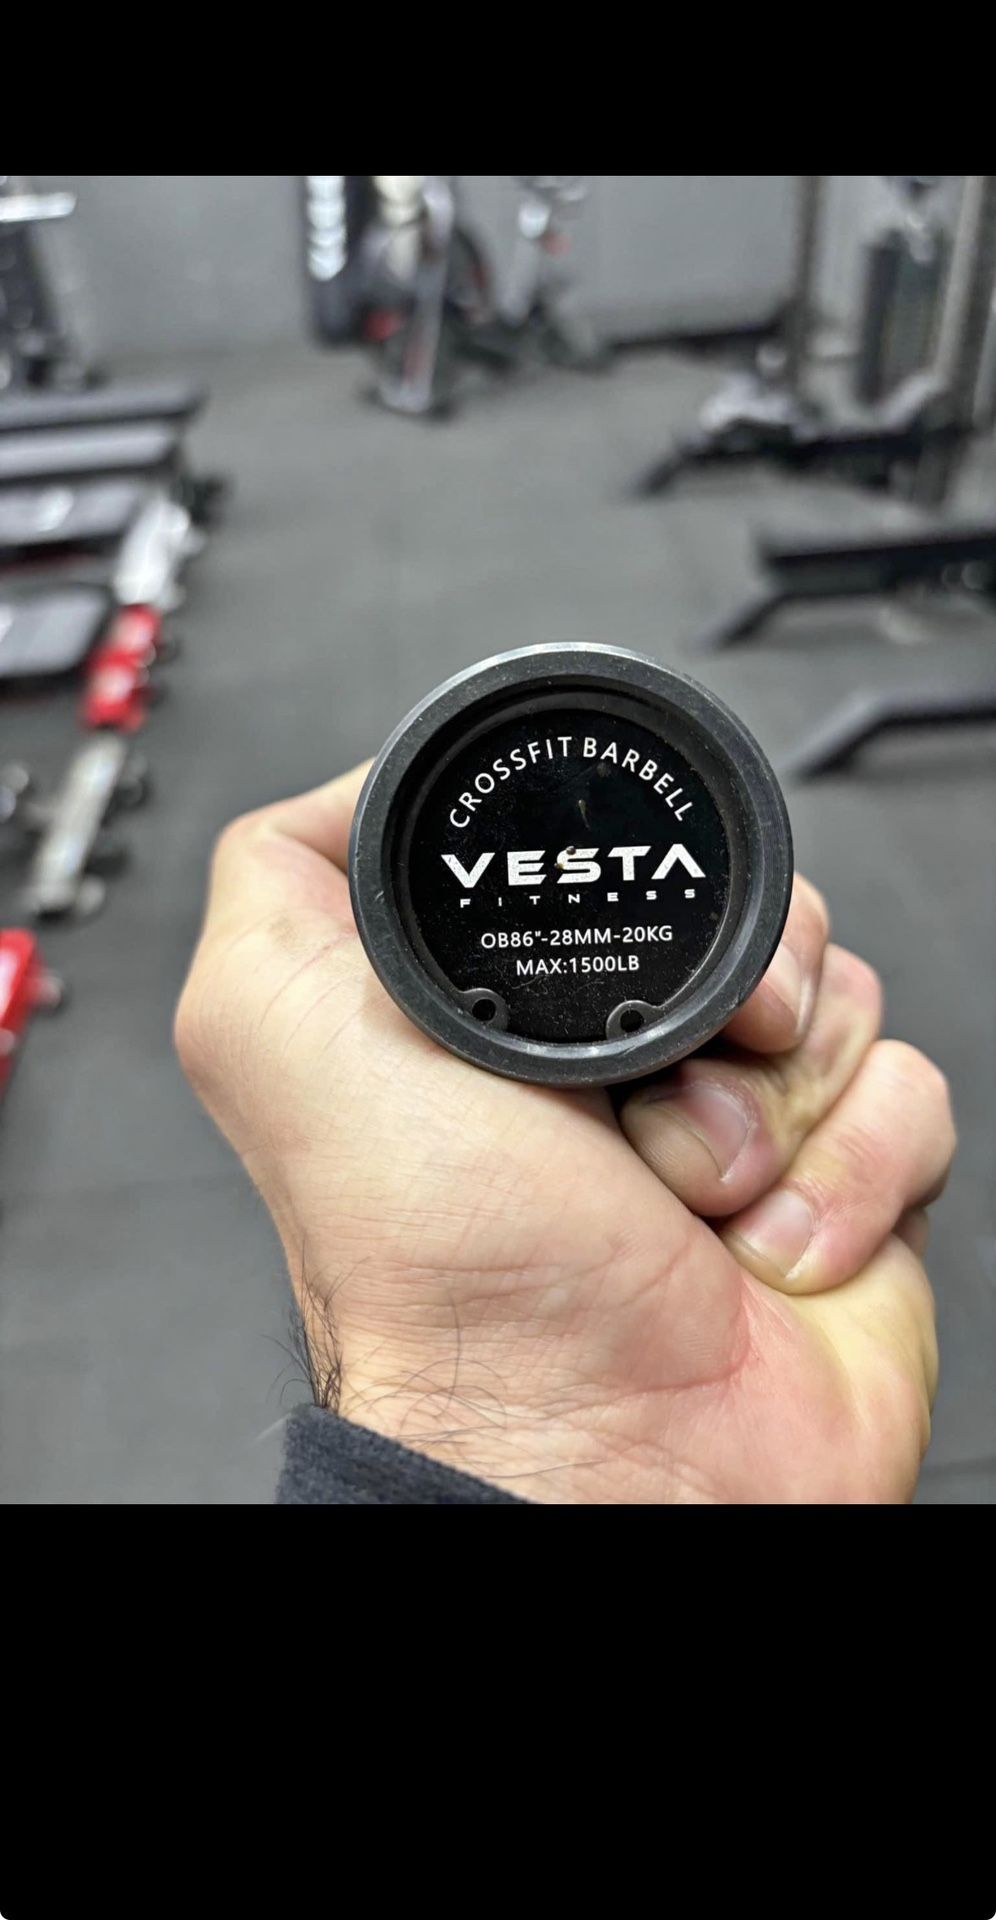 CROSSFIT BARBELL
VESTA
FITNESS
OB86"-28MM-20KG
MAX:1500LB